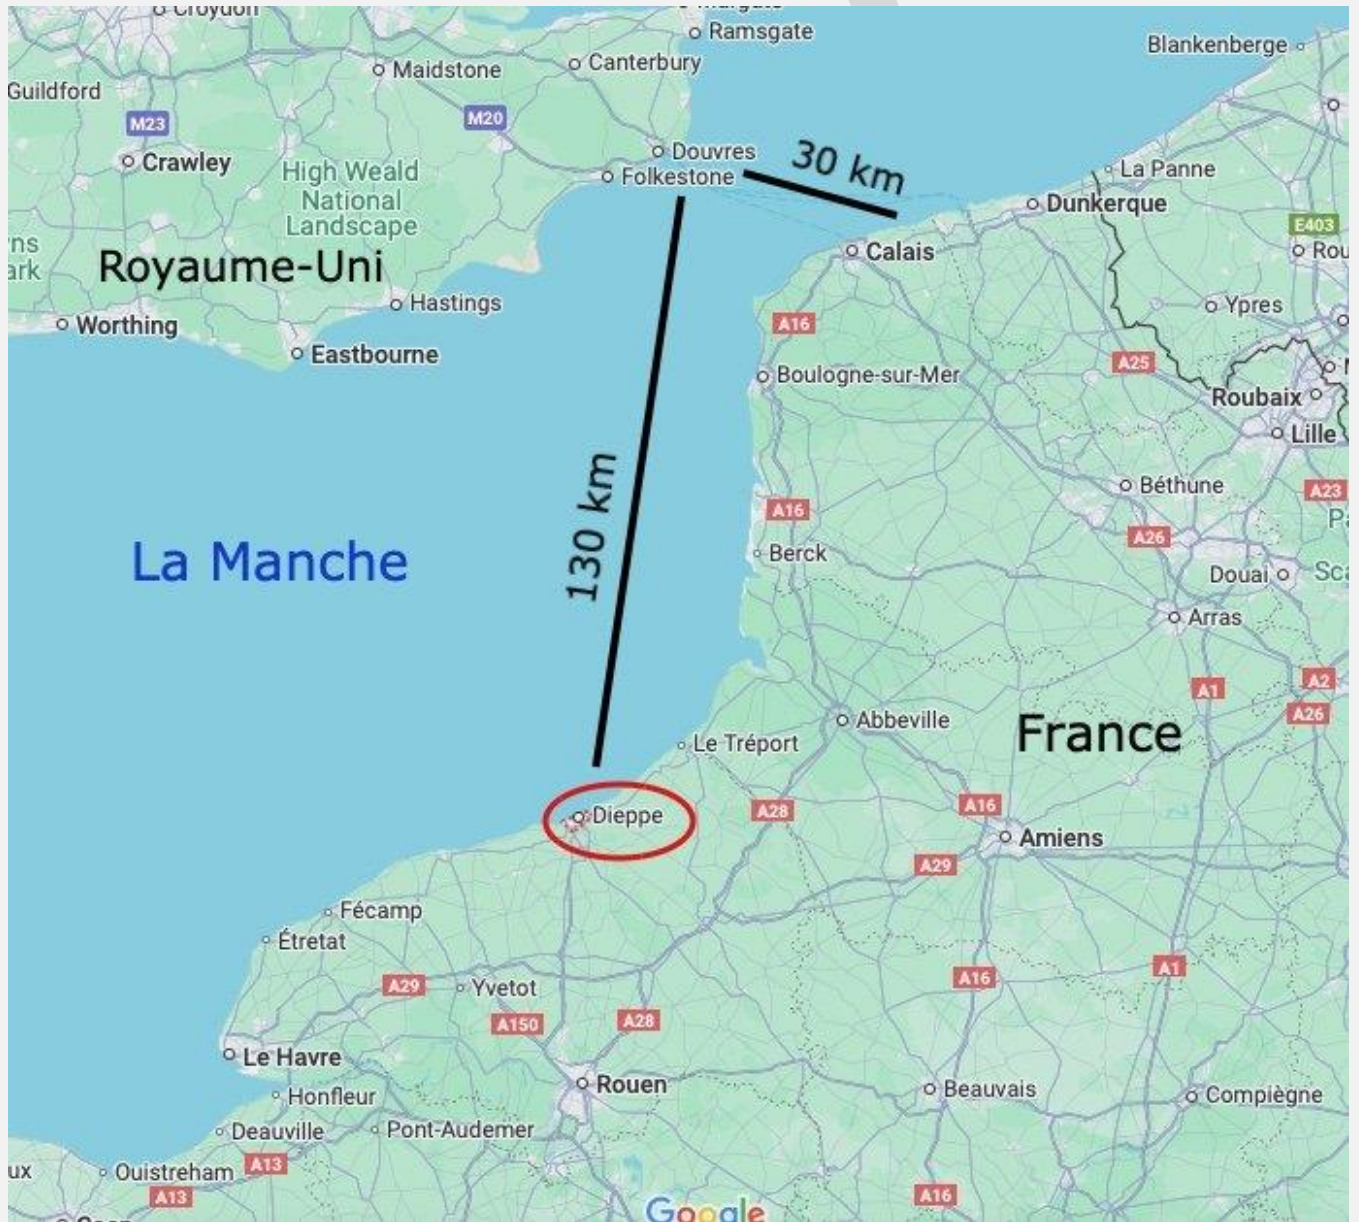 Croydon
Margate
Ramsgate
Blankenberge
Maidstone
Canterbury
Guildford
M23
M20
Crawley
Douvres
30 km
La Panne
High Weald
National
Landscape
Folkestone
Dunkerque
E403
Royaume-Uni
Calais
Hastings
Ypres
Worthing
A16
Eastbourne
A25
Boulogne-sur-Mer
Roubaix
Lille
130 km
Béthune
A23
A16
A26
La Manche
Berck
Douai
Arras
A1
A2
A26
Abbeville
France
Le Tréport
A16
A28
Dieppe
Amiens
A29
Fécamp
Étretat
A1
A16
A29
Yvetot
A150
A28
Le Havre
Rouen
Beauvais
Compiègne
Honfleur
Deauville
Pont-Audemer
Ouistreham
A13
A13
A16
Google